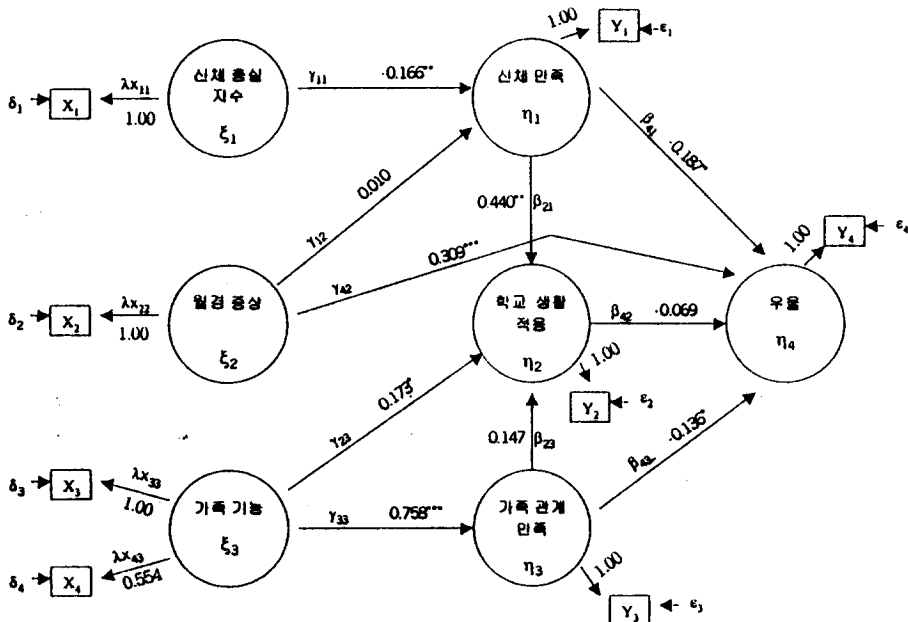 1.00
Y₁
ε₁
신체 충실
지수
ξ₁
γ₁₁
-0.166**
신체 만족
η₁
δ₁
X₁
λx₁₁
1.00
β₄₁
-0.187*
0.010
γ₁₂
0.440**
β₂₁
1.00
Y₄
ε₄
0.309***
γ₄₂
δ₂
X₂
λx₂₂
1.00
월경 증상
ξ₂
학교 생활
적응
η₂
β₄₂
-0.069
우울
η₄
1.00
Y₂
ε₂
0.173*
γ₂₃
0.147
β₂₃
-0.136*
β₄₃
δ₃
X₃
λx₃₃
1.00
가족 기능
ξ₃
γ₃₃
0.758***
가족 관계
만족
η₃
δ₄
X₄
λx₄₃
0.554
1.00
Y₃
ε₃